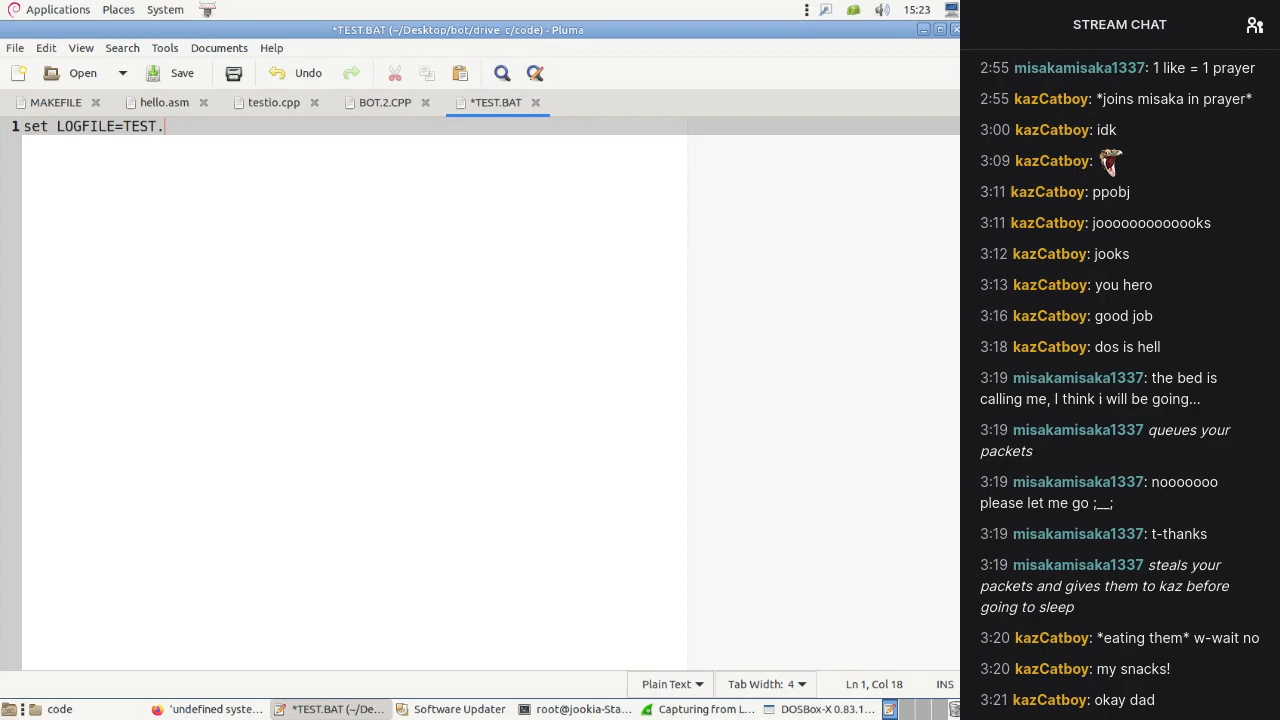 Applications Places System 15:23
*TEST.BAT (~/Desktop/bot/drive_c/code) - Pluma
File Edit View Search Tools Documents Help
Open Save Undo
MAKEFILE hello.asm testio.cpp BOT.2.CPP *TEST.BAT
1 set LOGFILE=TEST.
Plain Text Tab Width: 4 Ln 1, Col 18 INS
code 'undefined syste... *TEST.BAT (~/De... Software Updater root@jookia-Sta... Capturing from L... DOSBox-X 0.83.1...
STREAM CHAT
2:55 misakamisaka1337: 1 like = 1 prayer
2:55 kazCatboy: *joins misaka in prayer*
3:00 kazCatboy: idk
3:09 kazCatboy:
3:11 kazCatboy: ppobj
3:11 kazCatboy: jooooooooooooks
3:12 kazCatboy: jooks
3:13 kazCatboy: you hero
3:16 kazCatboy: good job
3:18 kazCatboy: dos is hell
3:19 misakamisaka1337: the bed is
calling me, I think i will be going...
3:19 misakamisaka1337 queues your
packets
3:19 misakamisaka1337: nooooooo
please let me go ;__;
3:19 misakamisaka1337: t-thanks
3:19 misakamisaka1337 steals your
packets and gives them to kaz before
going to sleep
3:20 kazCatboy: *eating them* w-wait no
3:20 kazCatboy: my snacks!
3:21 kazCatboy: okay dad